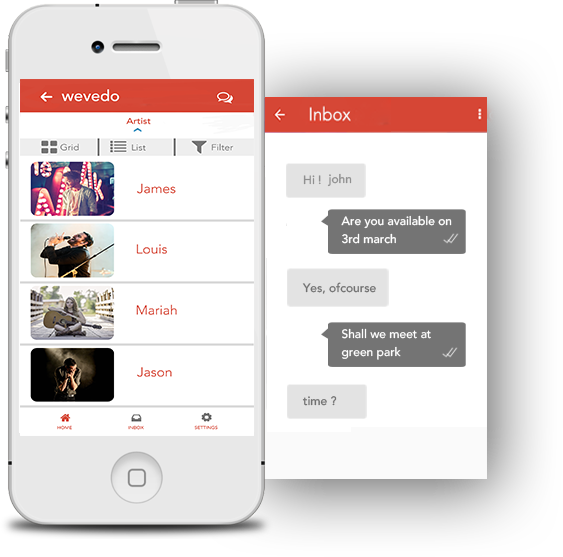 wevedo
Artist
Grid
List
Filter
James
Louis
Mariah
Jason
HOME
INBOX
SETTINGS
Inbox
Hi ! john
Are you available on
3rd march
Yes, ofcourse
Shall we meet at
green park
time ?